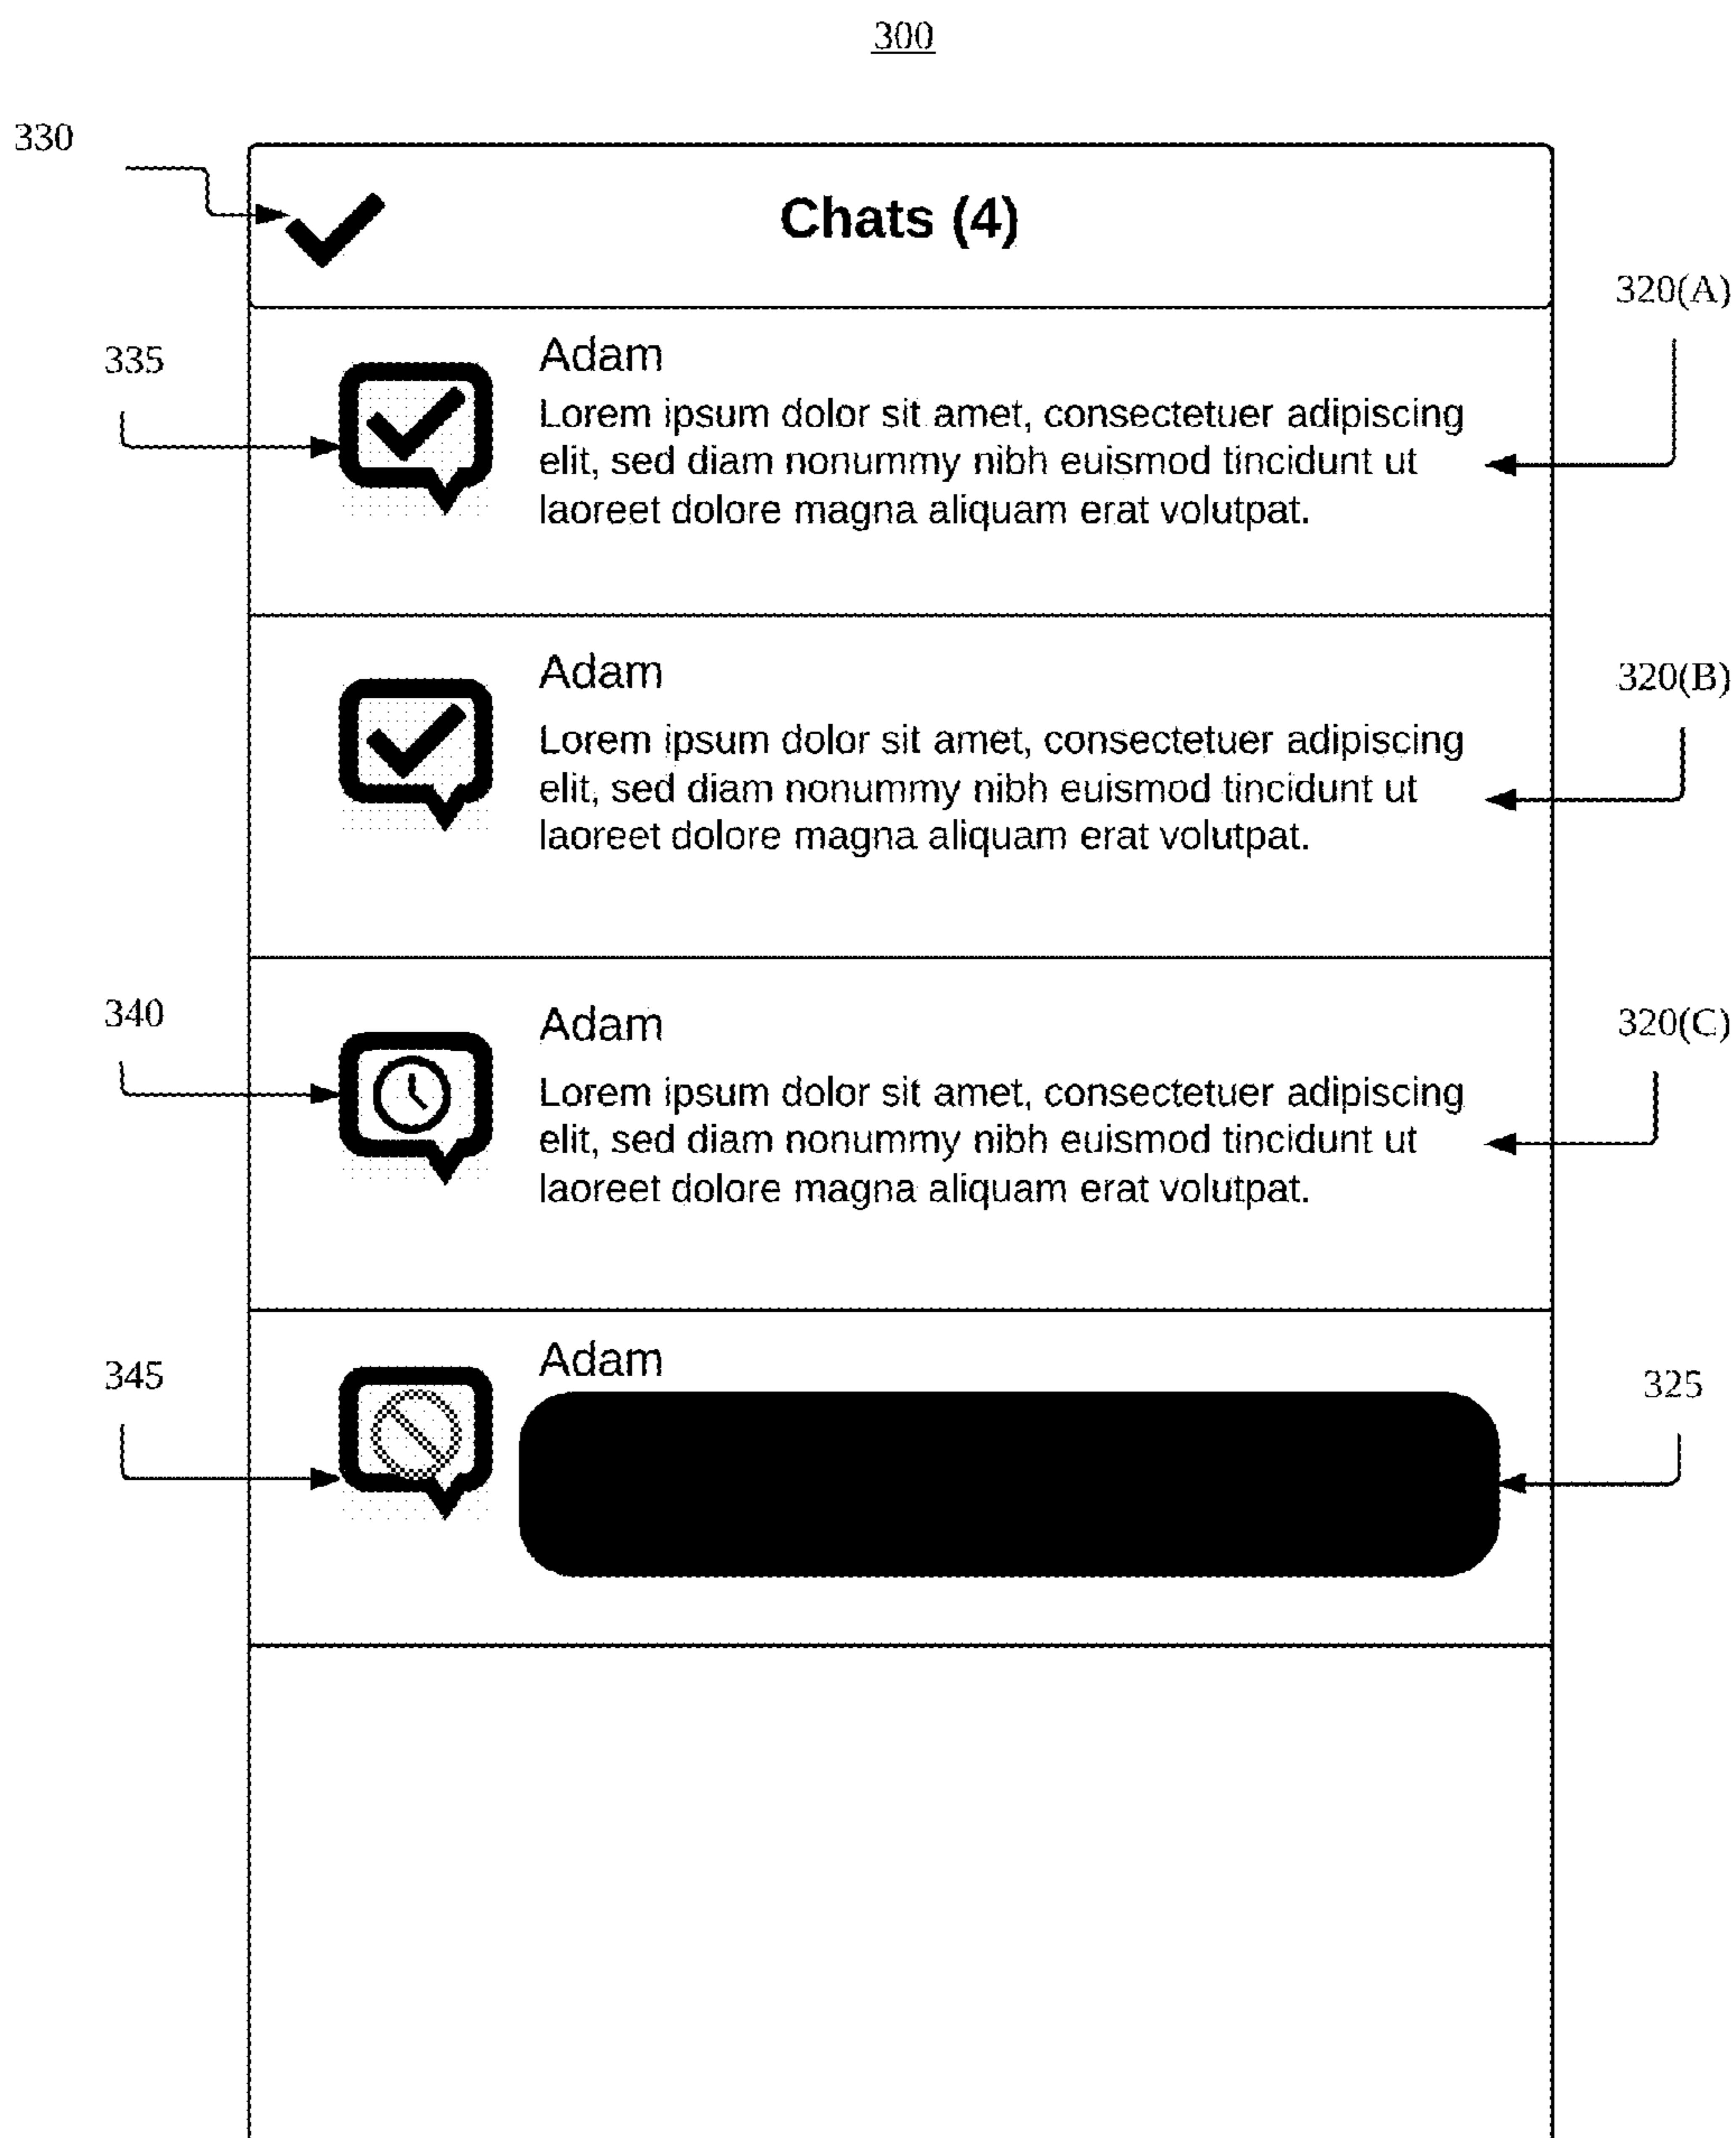 300
330
Chats (4)
320(A)
335
Adam
Lorem ipsum dolor sit amet, consectetuer adipiscing
elit, sed diam nonummy nibh euismod tincidunt ut
laoreet dolore magna aliquam erat volutpat.
320(B)
Adam
Lorem ipsum dolor sit amet, consectetuer adipiscing
elit, sed diam nonummy nibh euismod tincidunt ut
laoreet dolore magna aliquam erat volutpat.
340
320(C)
Adam
Lorem ipsum dolor sit amet, consectetuer adipiscing
elit, sed diam nonummy nibh euismod tincidunt ut
laoreet dolore magna aliquam erat volutpat.
345
Adam
325